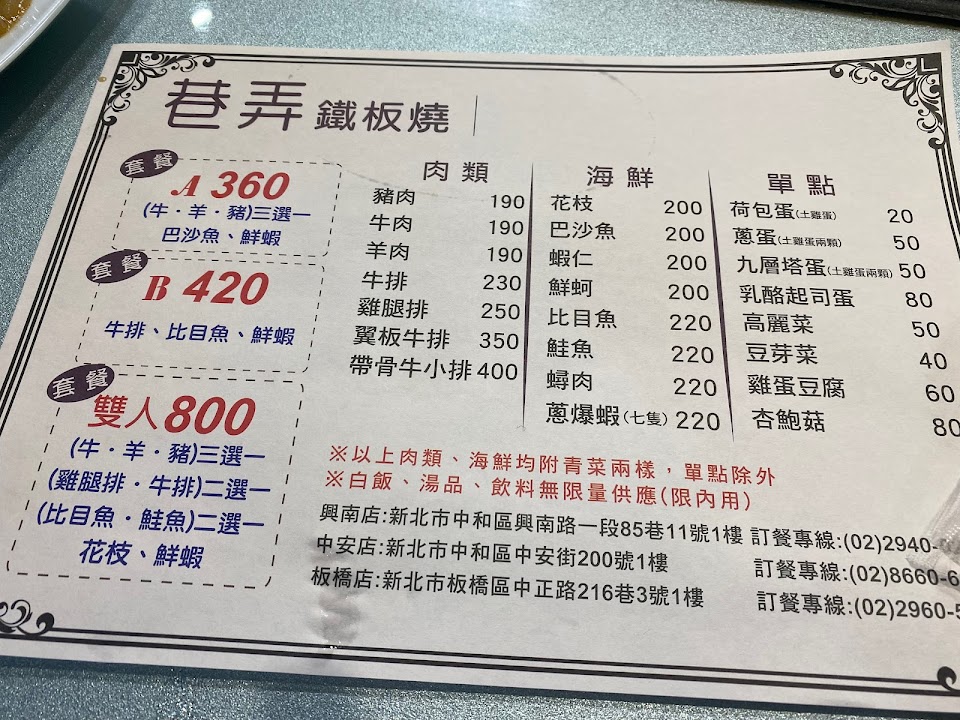 巷弄 鐵板燒
套餐
A 360
(牛・羊・豬)三選一
巴沙魚、鮮蝦
套餐
B 420
牛排、比目魚、鮮蝦
套餐
雙人800
(牛・羊・豬)三選一
(雞腿排・牛排)二選一
(比目魚・鮭魚)二選一
花枝、鮮蝦
肉類
豬肉 190
牛肉 190
羊肉 190
牛排 230
雞腿排 250
翼板牛排 350
帶骨牛小排 400
海鮮
花枝 200
巴沙魚 200
蝦仁 200
鮮蚵 200
比目魚 220
鮭魚 220
蟳肉 220
蔥爆蝦(七隻) 220
單點
荷包蛋(土雞蛋) 20
蔥蛋(土雞蛋兩顆) 50
九層塔蛋(土雞蛋兩顆) 50
乳酪起司蛋 80
高麗菜 50
豆芽菜 40
雞蛋豆腐 60
杏鮑菇 80
※以上肉類、海鮮均附青菜兩樣，單點除外
※白飯、湯品、飲料無限量供應(限內用)
興南店:新北市中和區興南路一段85巷11號1樓 訂餐專線:(02)2940-
中安店:新北市中和區中安街200號1樓 訂餐專線:(02)8660-6
板橋店:新北市板橋區中正路216巷3號1樓 訂餐專線:(02)2960-5